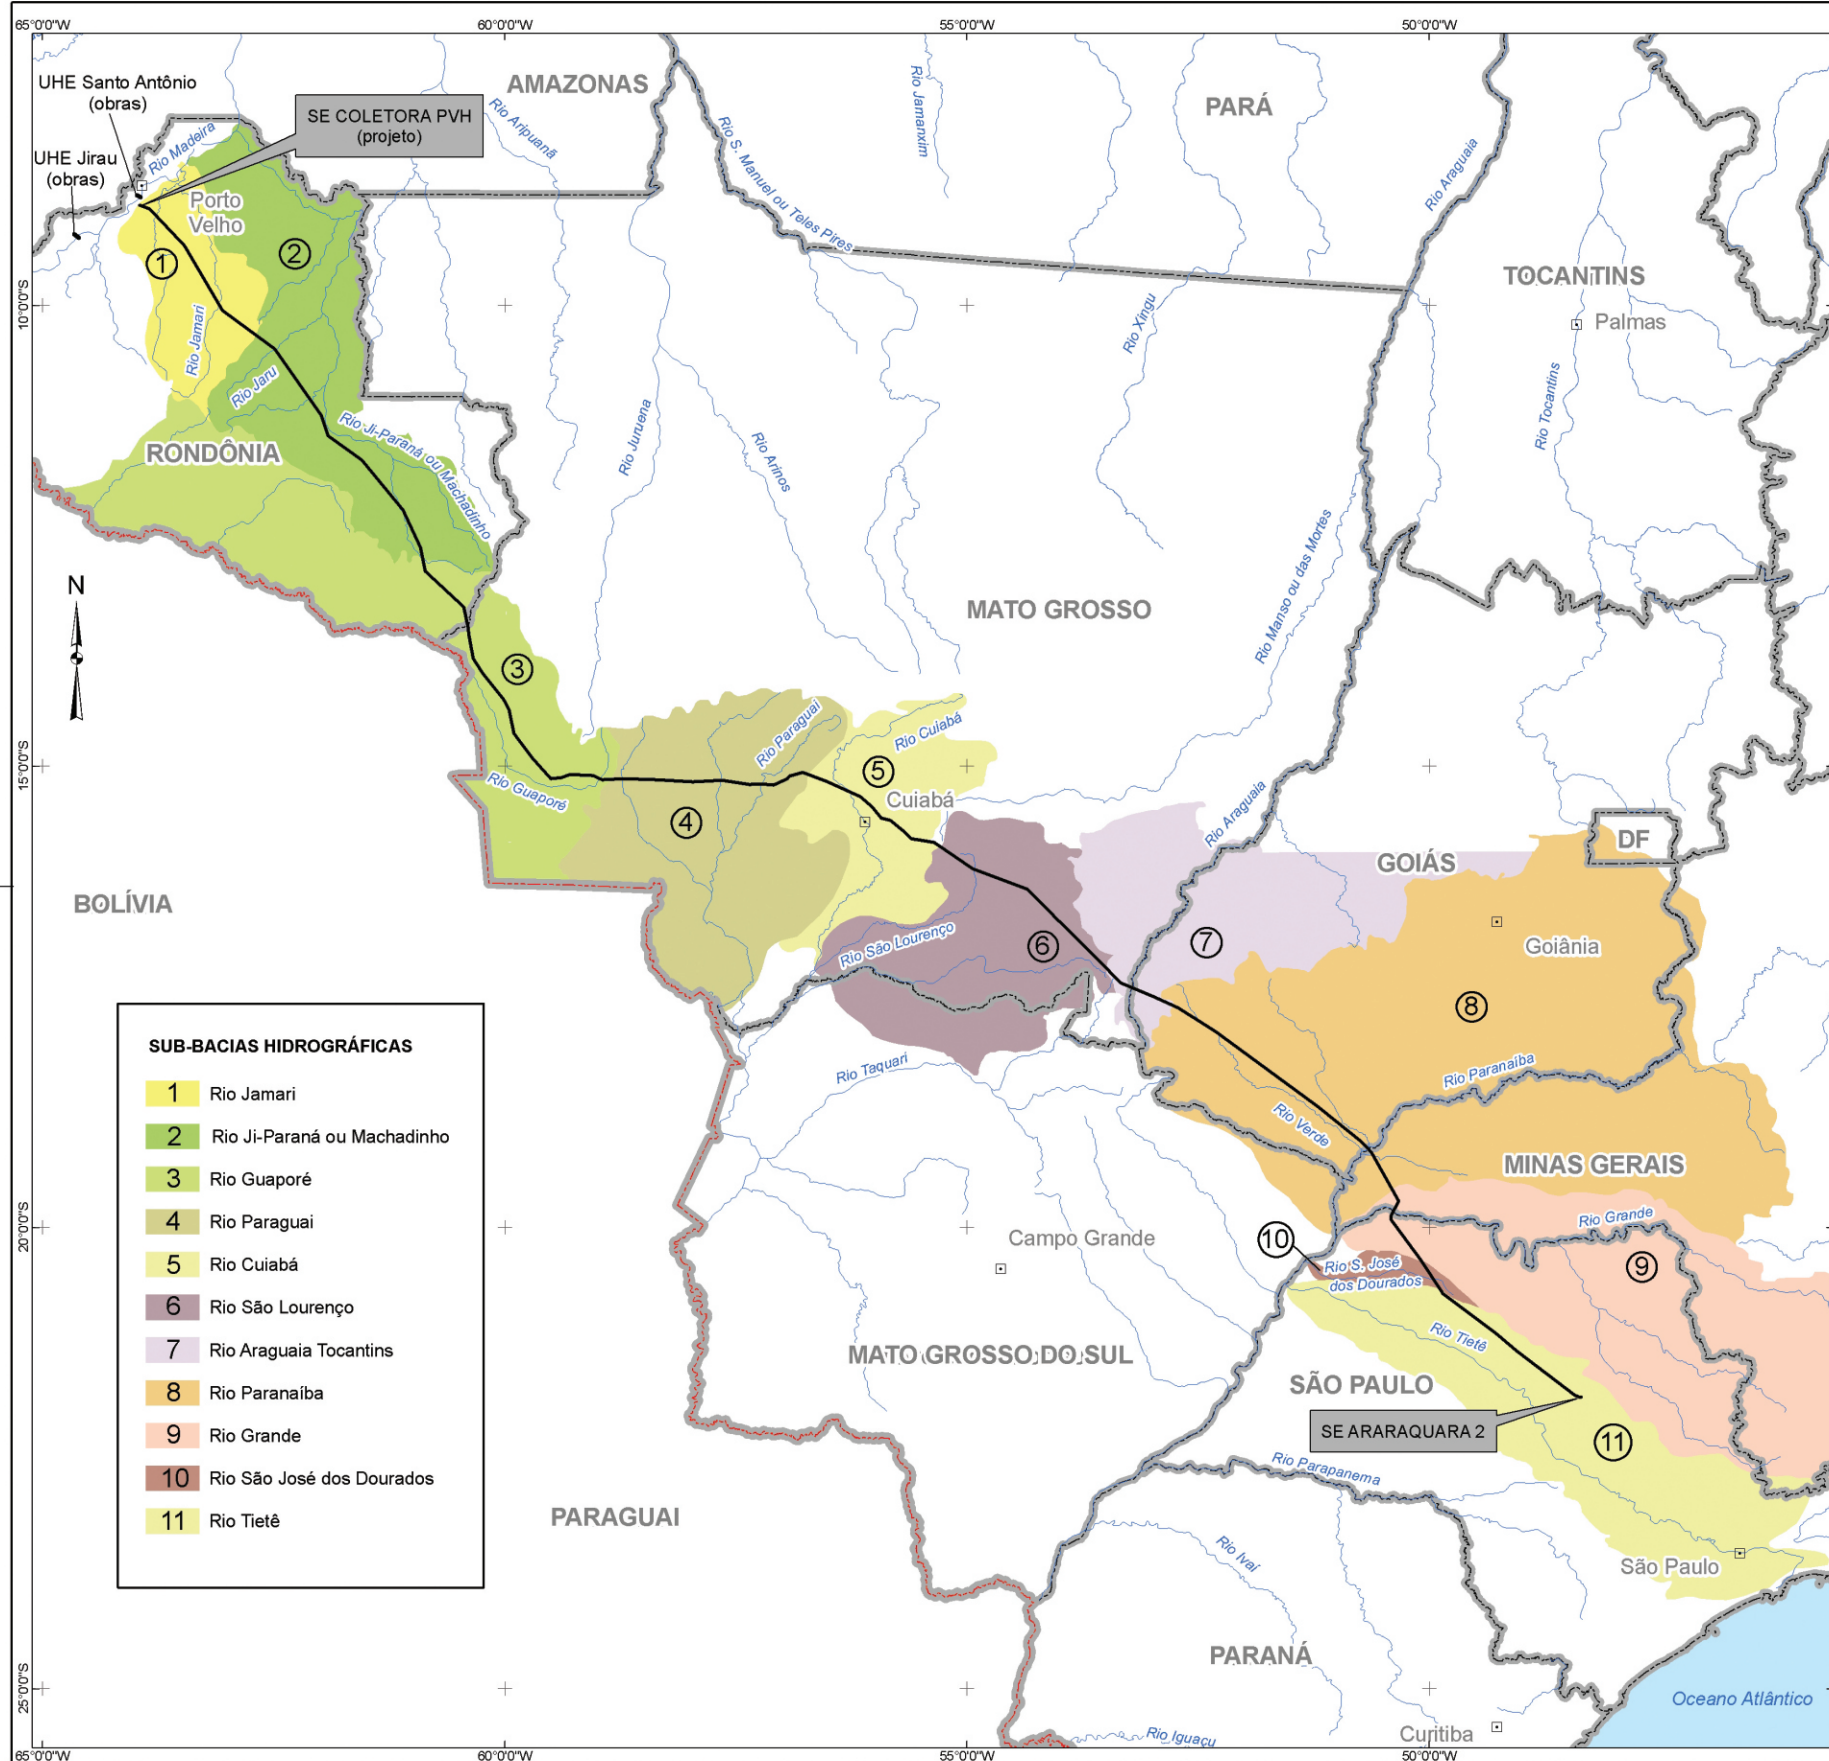 65°0'0"W
60°0'0"W
55°0'0"W
50°0'0"W
UHE Santo Antônio
(obras)
SE COLETORA PVH
(projeto)
UHE Jirau
(obras)
Rio Madeira
Porto
Velho
AMAZONAS
Rio Aripuanã
Rio Jamanxim
PARÁ
Rio S. Manuel ou Teles Pires
Rio Araguaia
1
2
TOCANTINS
Palmas
10°0'0"S
Rio Jamari
Rio Jaru
Rio Xingu
Rio Tocantins
RONDÔNIA
Rio Ji-Paraná ou Machadinho
Rio Juruena
Rio Arinos
Rio Manso ou das Mortes
N
MATO GROSSO
3
Rio Paraguai
Rio Cuiabá
15°0'0"S
Rio Guaporé
5
Cuiabá
4
Rio Araguaia
GOIÁS
DF
BOLÍVIA
Rio São Lourenço
6
7
Goiânia
8
Rio Taquari
Rio Paranaíba
Rio Verde
MINAS GERAIS
20°0'0"S
Campo Grande
10
Rio S. José
dos Dourados
Rio Grande
9
Rio Tietê
MATO GROSSO DO SUL
SÃO PAULO
SE ARARAQUARA 2
11
Rio Parapanema
PARAGUAI
Rio Ivaí
São Paulo
PARANÁ
25°0'0"S
Oceano Atlântico
Rio Iguaçu
Curitiba
65°0'0"W
60°0'0"W
55°0'0"W
50°0'0"W
SUB-BACIAS HIDROGRÁFICAS
1 Rio Jamari
2 Rio Ji-Paraná ou Machadinho
3 Rio Guaporé
4 Rio Paraguai
5 Rio Cuiabá
6 Rio São Lourenço
7 Rio Araguaia Tocantins
8 Rio Paranaíba
9 Rio Grande
10 Rio São José dos Dourados
11 Rio Tietê